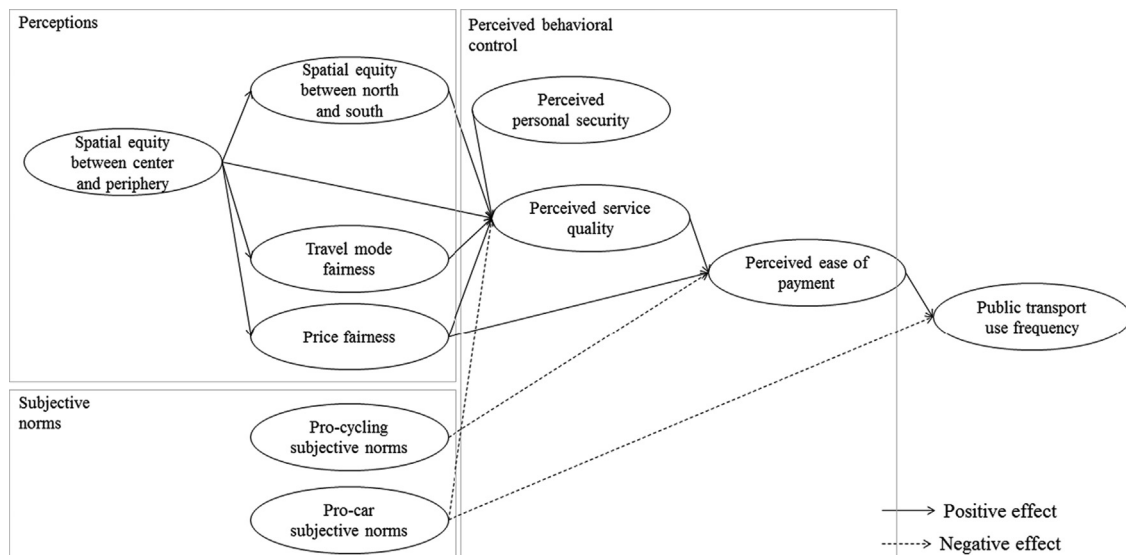 Perceptions
Spatial equity
between north
and south
Spatial equity
between center
and periphery
Travel mode
fairness
Price fairness
Perceived behavioral
control
Perceived
personal security
Perceived service
quality
Perceived ease of
payment
Public transport
use frequency
Subjective
norms
Pro-cycling
subjective norms
Pro-car
subjective norms
Positive effect
Negative effect